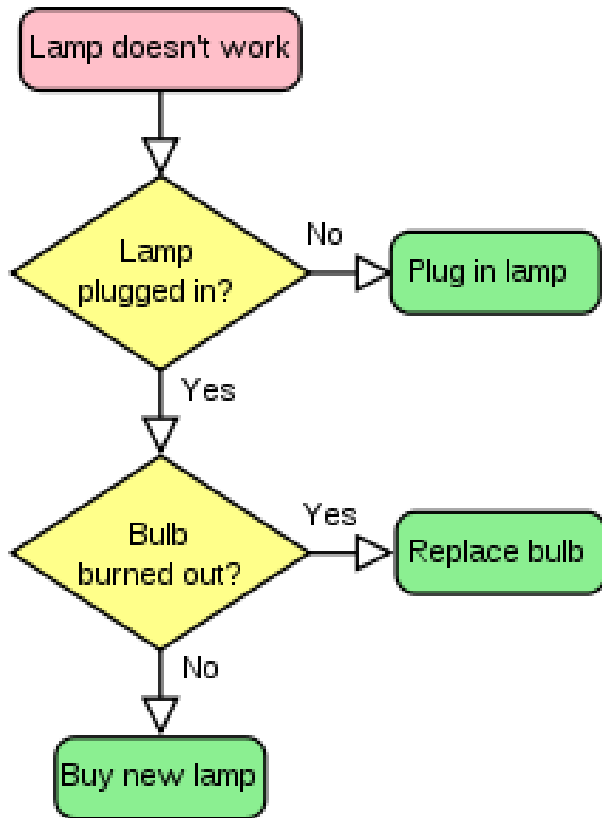 Lamp doesn't work
Lamp
plugged in?
No
Plug in lamp
Yes
Bulb
burned out?
Yes
Replace bulb
No
Buy new lamp